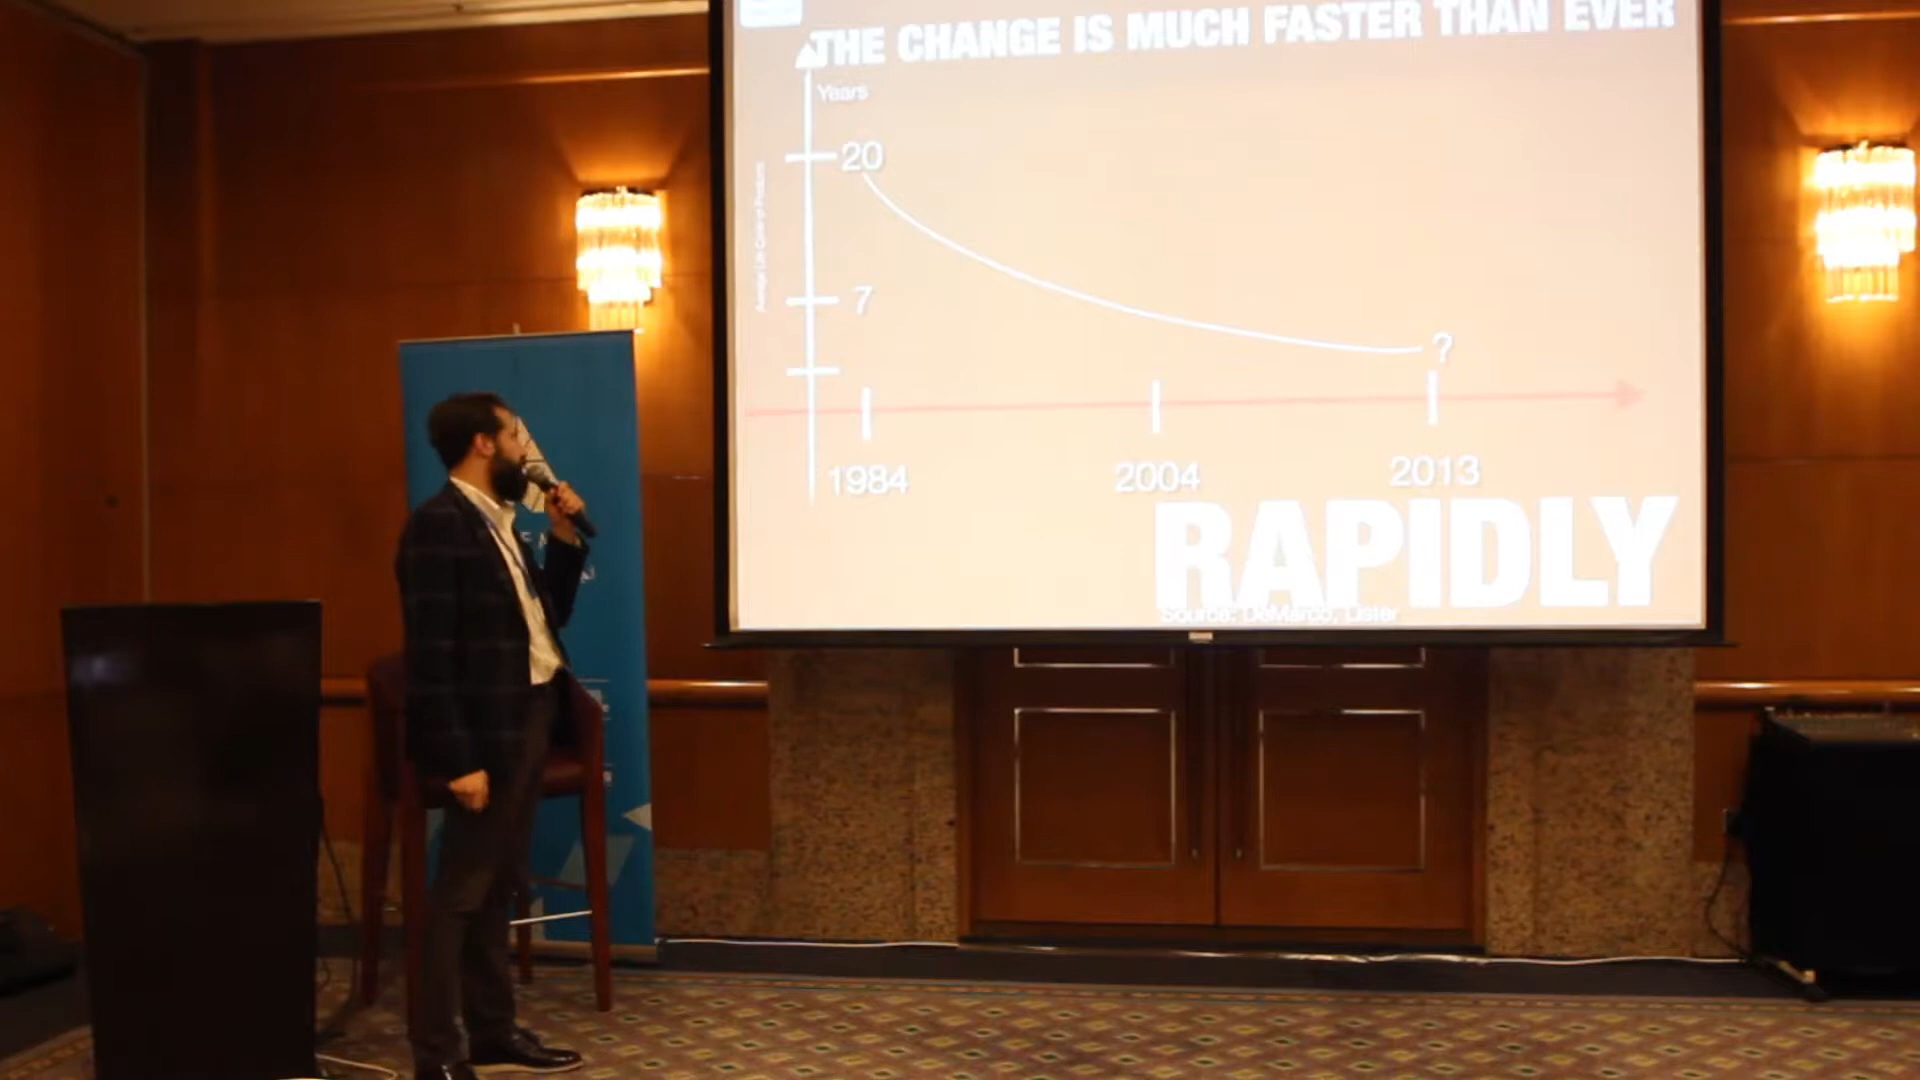 THE CHANGE IS MUCH FASTER THAN EVER
Years
20
7
?
1984
2004
2013
RAPIDLY
Source: DeMarco, Lister